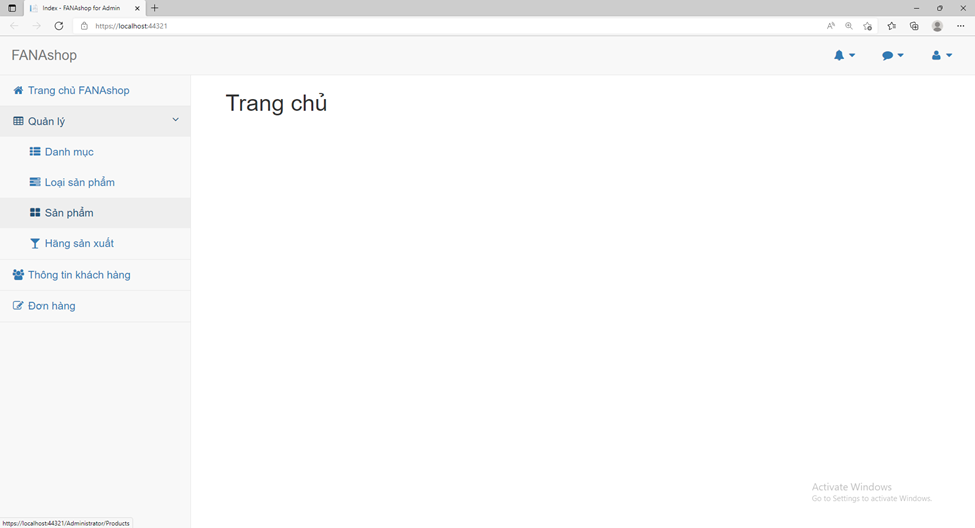 Index - FANAshop for Admin
https://localhost:44321
FANAshop
Trang chủ FANAshop
Quản lý
Danh mục
Loại sản phẩm
Sản phẩm
Hãng sản xuất
Thông tin khách hàng
Đơn hàng
Trang chủ
Activate Windows
Go to Settings to activate Windows.
https://localhost:44321/Administrator/Products